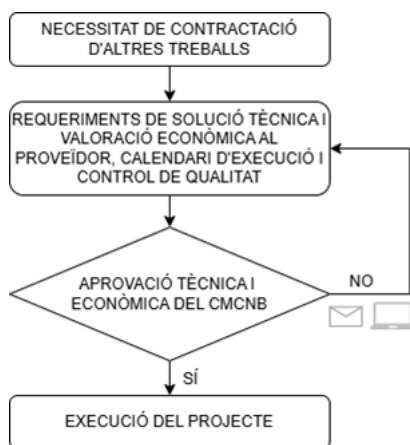 NECESSITAT DE CONTRACTACIÓ
D'ALTRES TREBALLS
REQUERIMENTS DE SOLUCIÓ TÈCNICA I
VALORACIÓ ECONÒMICA AL
PROVEÏDOR, CALENDARI D'EXECUCIÓ I
CONTROL DE QUALITAT
APROVACIÓ TÈCNICA I
ECONÒMICA DEL CMCNB
NO
SÍ
EXECUCIÓ DEL PROJECTE